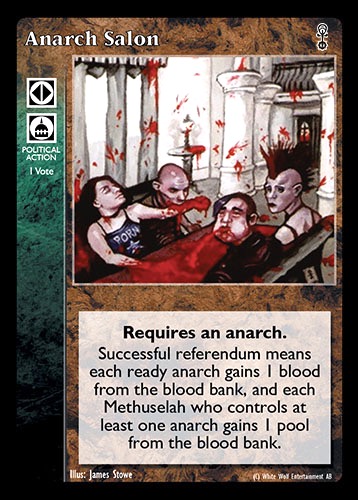 Anarch Salon
POLITICAL
ACTION
1 Vote
PORN
Requires an anarch.
Successful referendum means
each ready anarch gains 1 blood
from the blood bank, and each
Methuselah who controls at
least one anarch gains 1 pool
from the blood bank.
Illus: James Stowe
(C) White Wolf Entertainment AB